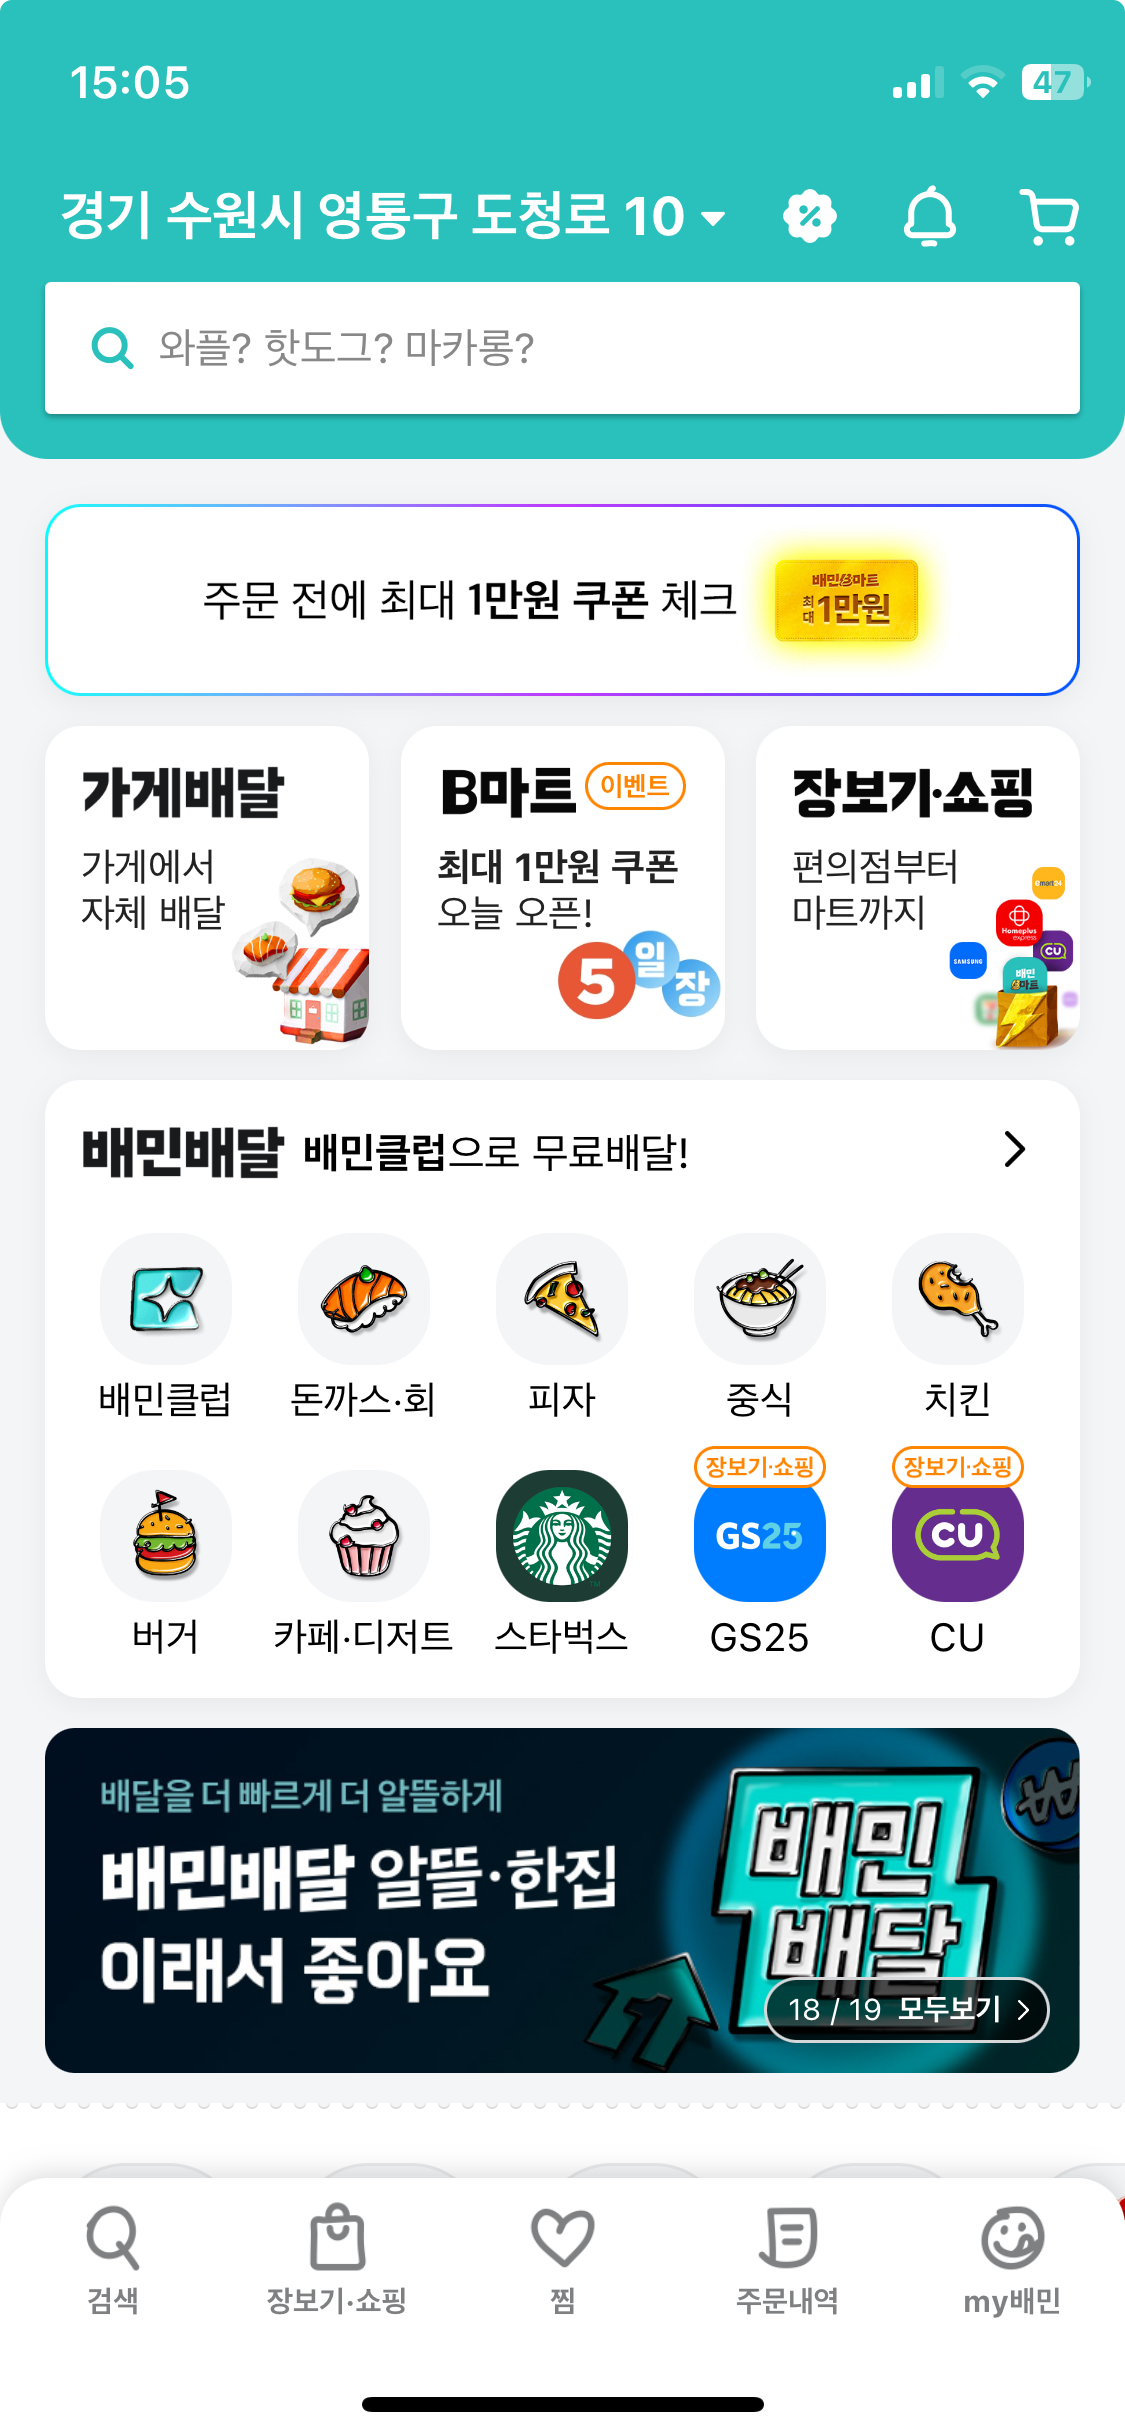 15:05
47
경기 수원시 영통구 도청로 10
와플? 핫도그? 마카롱?
주문 전에 최대 1만원 쿠폰 체크
배민B마트
최대 1만원
가게배달
가게에서
자체 배달
B마트 이벤트
최대 1만원 쿠폰
오늘 오픈!
5일장
장보기·쇼핑
편의점부터
마트까지
emart24
Homeplus
express
CU
SAMSUNG
배민
B마트
배민배달 배민클럽으로 무료배달!
배민클럽 돈까스·회 피자 중식 치킨
장보기·쇼핑 장보기·쇼핑
GS25 CU
버거 카페·디저트 스타벅스 GS25 CU
배달을 더 빠르게 더 알뜰하게
배민배달 알뜰·한집
이래서 좋아요
배민
배달
18 / 19 모두보기
검색 장보기·쇼핑 찜 주문내역 my배민